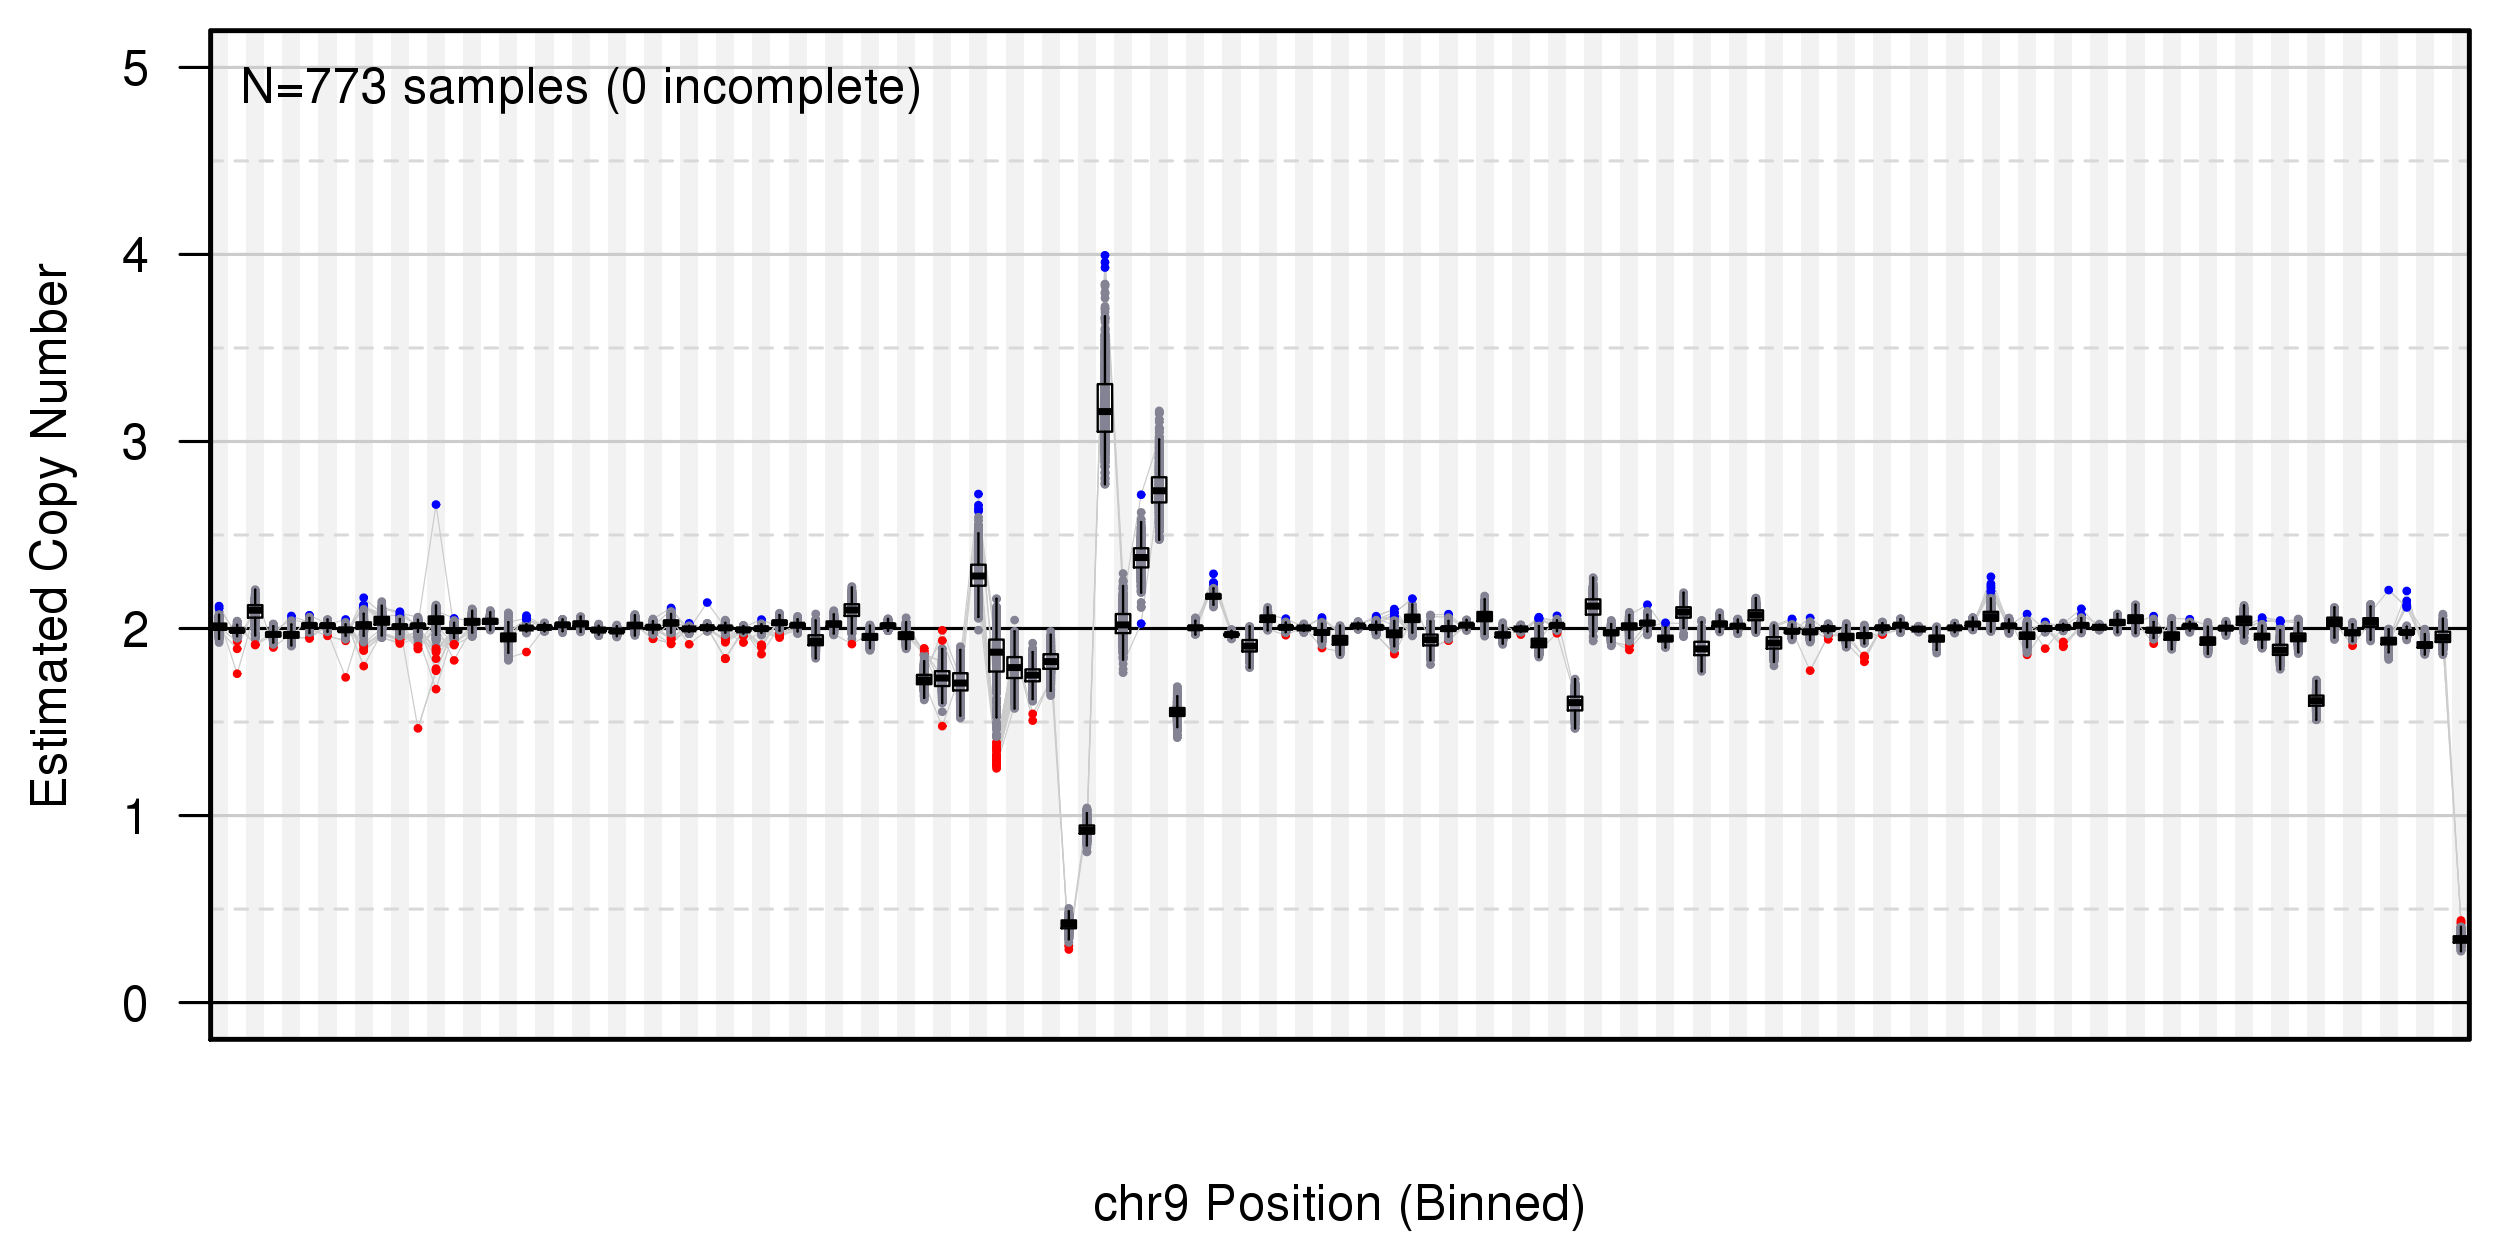 5
N=773 samples (0 incomplete)
4
3
2
1
0
Estimated Copy Number
chr9 Position (Binned)